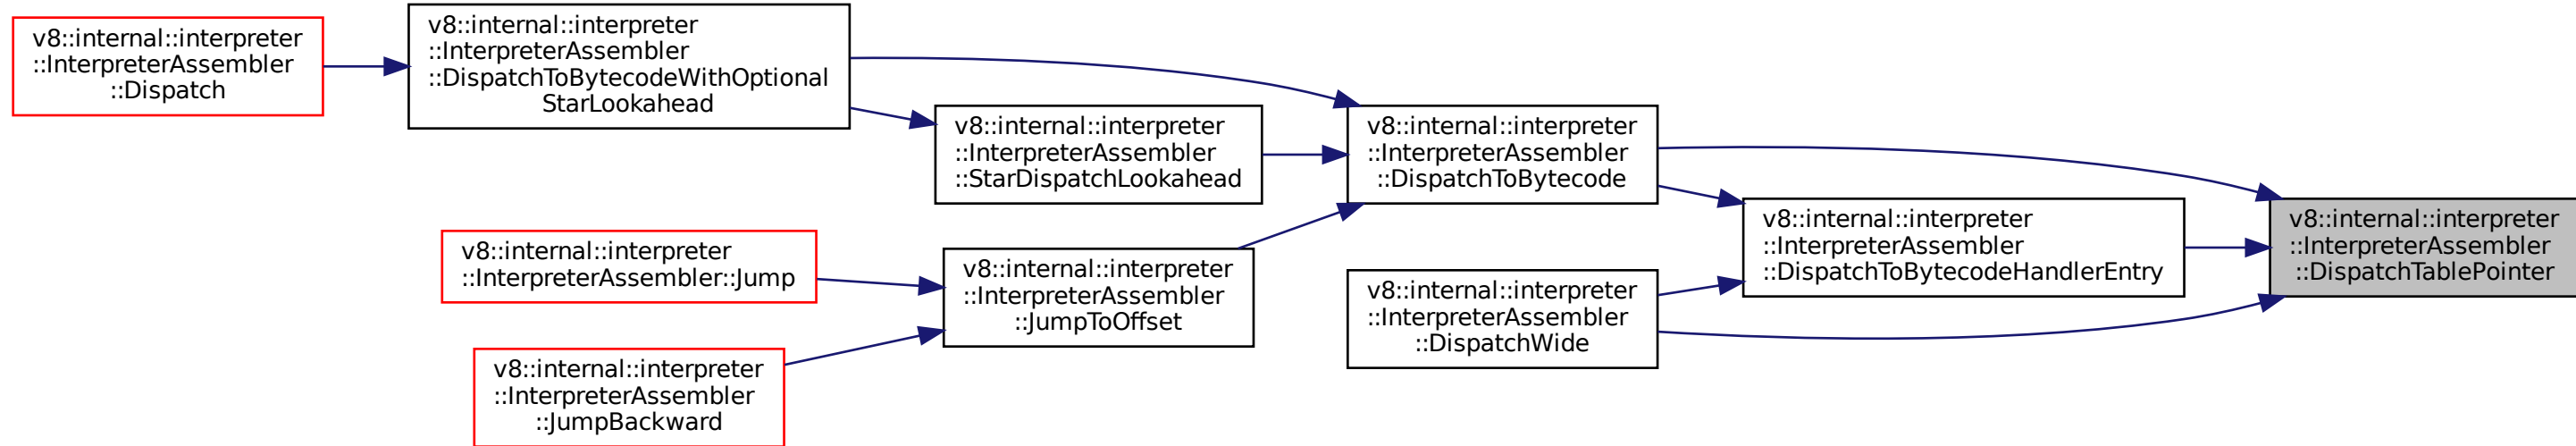 v8::internal::interpreter
::InterpreterAssembler
::Dispatch
v8::internal::interpreter
::InterpreterAssembler
::DispatchToBytecodeWithOptional
StarLookahead
v8::internal::interpreter
::InterpreterAssembler
::StarDispatchLookahead
v8::internal::interpreter
::InterpreterAssembler::Jump
v8::internal::interpreter
::InterpreterAssembler
::JumpBackward
v8::internal::interpreter
::InterpreterAssembler
::JumpToOffset
v8::internal::interpreter
::InterpreterAssembler
::DispatchToBytecode
v8::internal::interpreter
::InterpreterAssembler
::DispatchWide
v8::internal::interpreter
::InterpreterAssembler
::DispatchToBytecodeHandlerEntry
v8::internal::interpreter
::InterpreterAssembler
::DispatchTablePointer